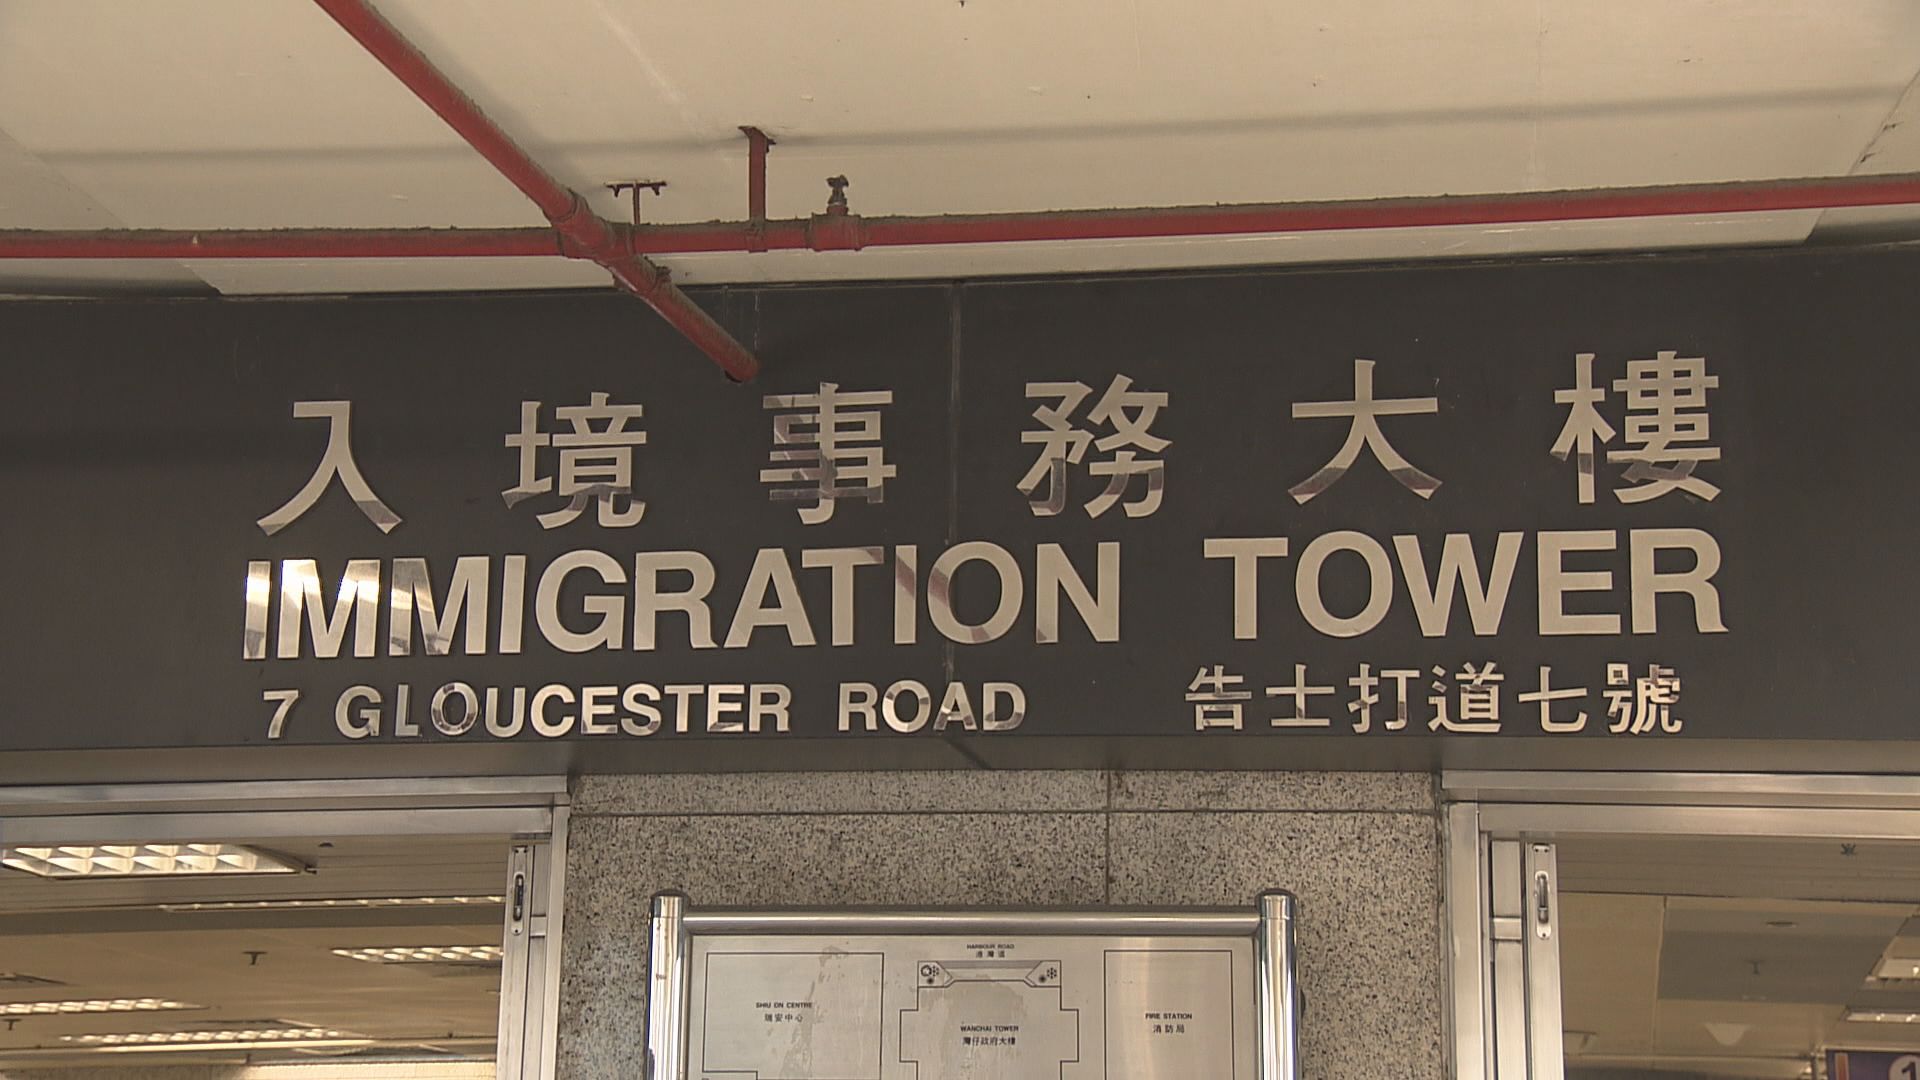 入境事務大樓
IMMIGRATION TOWER
7 GLOUCESTER ROAD 告士打道七號
HARBOUR ROAD
港灣道
SHIU ON CENTRE
瑞安中心
WANCHAI TOWER
灣仔政府大樓
FIRE STATION
消防局
1